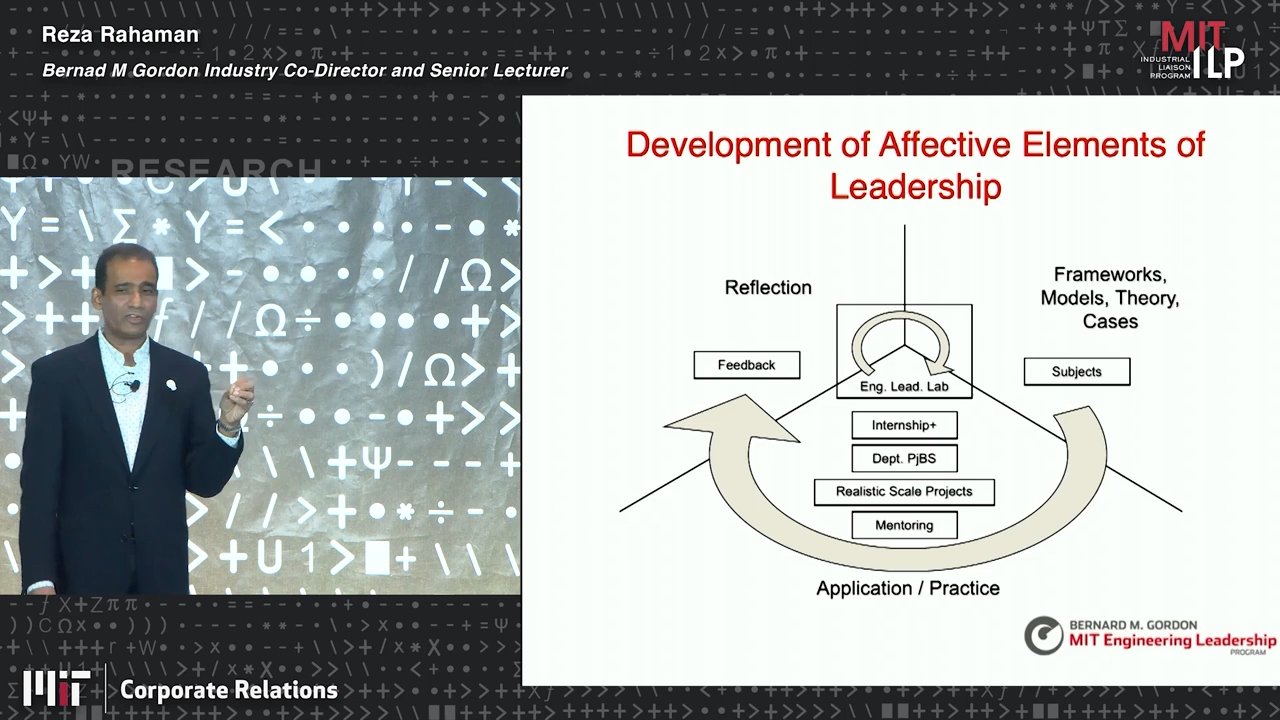 Reza Rahaman
Bernad M Gordon Industry Co-Director and Senior Lecturer
MIT
INDUSTRIAL
LIAISON
PROGRAM
ILP
RESEARCH
Development of Affective Elements of
Leadership
Reflection
Frameworks,
Models, Theory,
Cases
Feedback
Subjects
Eng. Lead. Lab
Internship+
Dept. PjBS
Realistic Scale Projects
Mentoring
Application / Practice
BERNARD M. GORDON
MIT Engineering Leadership
PROGRAM
MIT
Corporate Relations